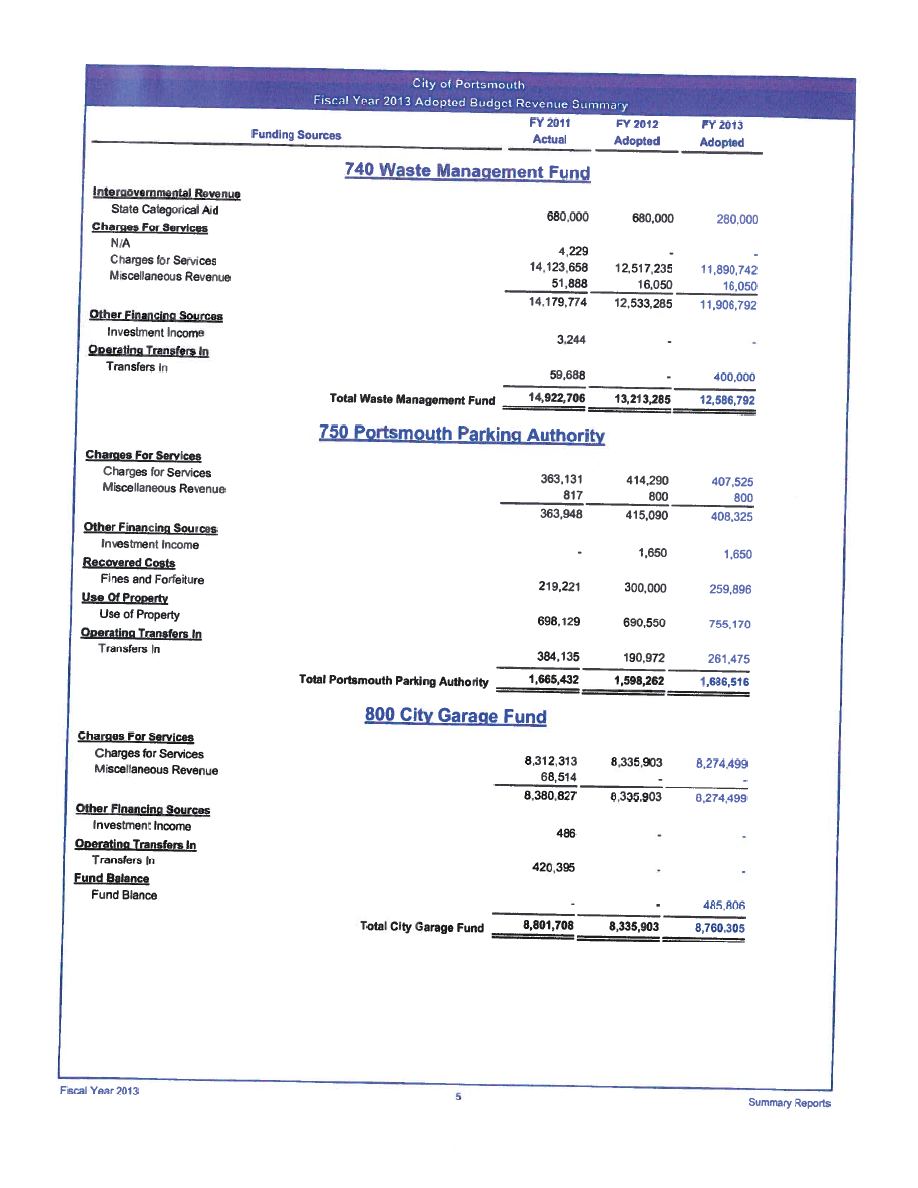 City of Portsmouth
Fiscal Year 2013 Adopted Budget Revenue Summary
Funding Sources FY 2011 Actual FY 2012 Adopted FY 2013 Adopted
740 Waste Management Fund
Intergovernmental Revenue
State Categorical Aid 680,000 680,000 280,000
Charges For Services
N/A 4,229 - -
Charges for Services 14,123,658 12,517,235 11,890,742
Miscellaneous Revenue 51,888 16,050 16,050
14,179,774 12,533,285 11,906,792
Other Financing Sources
Investment Income 3,244 - -
Operating Transfers In
Transfers In 59,688 - 400,000
Total Waste Management Fund 14,922,706 13,213,285 12,586,792
750 Portsmouth Parking Authority
Charges For Services
Charges for Services 363,131 414,290 407,525
Miscellaneous Revenue 817 800 800
363,948 415,090 408,325
Other Financing Sources
Investment Income - 1,650 1,650
Recovered Costs
Fines and Forfeiture 219,221 300,000 259,896
Use Of Property
Use of Property 698,129 690,550 755,170
Operating Transfers In
Transfers In 384,135 190,972 261,475
Total Portsmouth Parking Authority 1,665,432 1,598,262 1,686,516
800 City Garage Fund
Charges For Services
Charges for Services 8,312,313 8,335,903 8,274,499
Miscellaneous Revenue 68,514 - -
8,380,827 8,335,903 8,274,499
Other Financing Sources
Investment Income 486 - -
Operating Transfers In
Transfers In 420,395 - -
Fund Balance
Fund Blance - - 485,806
Total City Garage Fund 8,801,708 8,335,903 8,760,305
Fiscal Year 2013 5 Summary Reports